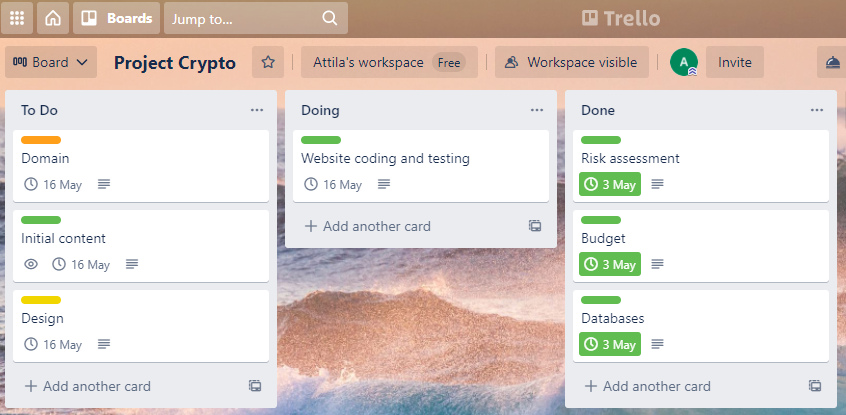 Boards
Jump to...
Trello
Board
Project Crypto
Attila's workspace
Free
Workspace visible
A
Invite
To Do
Domain
16 May
Initial content
16 May
Design
16 May
Add another card
Doing
Website coding and testing
16 May
Add another card
Done
Risk assessment
3 May
Budget
3 May
Databases
3 May
Add another card